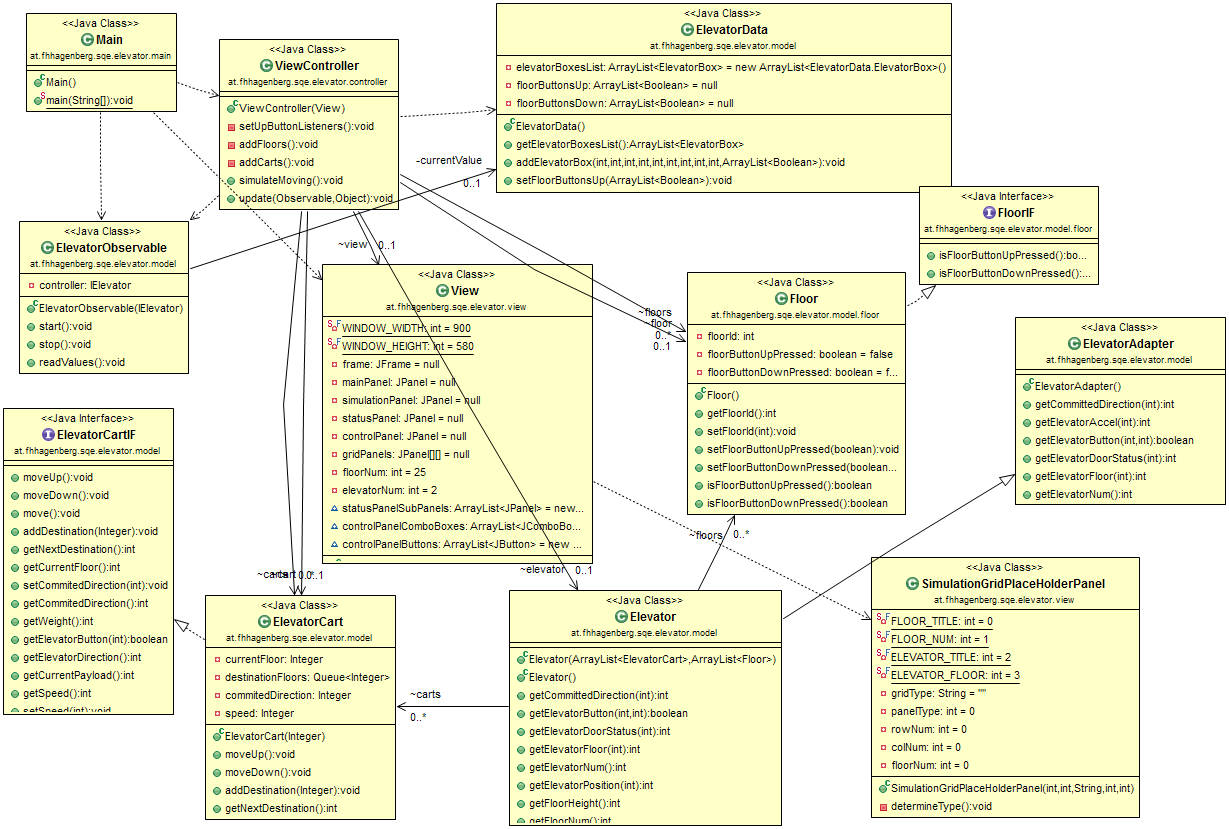 <<Java Class>>
Main
at.fhhagenberg.sqe.elevator.main
Main()
main(String[]):void
<<Java Class>>
ViewController
at.fhhagenberg.sqe.elevator.controller
ViewController(View)
setUpButtonListeners():void
addFloors():void
addCarts():void
simulateMoving():void
update(Observable,Object):void
<<Java Class>>
ElevatorData
at.fhhagenberg.sqe.elevator.model
elevatorBoxesList: ArrayList<ElevatorBox> = new ArrayList<ElevatorData.ElevatorBox>()
floorButtonsUp: ArrayList<Boolean> = null
floorButtonsDown: ArrayList<Boolean> = null
ElevatorData()
getElevatorBoxesList():ArrayList<ElevatorBox>
addElevatorBox(int,int,int,int,int,int,int,int,int,ArrayList<Boolean>):void
setFloorButtonsUp(ArrayList<Boolean>):void
-currentValue
0..1
<<Java Interface>>
FloorIF
at.fhhagenberg.sqe.elevator.model.floor
isFloorButtonUpPressed():bo...
isFloorButtonDownPressed():...
<<Java Class>>
ElevatorObservable
at.fhhagenberg.sqe.elevator.model
controller: IElevator
ElevatorObservable(IElevator)
start():void
stop():void
readValues():void
~view 0..1
<<Java Class>>
View
at.fhhagenberg.sqe.elevator.view
WINDOW_WIDTH: int = 900
WINDOW_HEIGHT: int = 580
frame: JFrame = null
mainPanel: JPanel = null
simulationPanel: JPanel = null
statusPanel: JPanel = null
controlPanel: JPanel = null
gridPanels: JPanel[][] = null
floorNum: int = 25
elevatorNum: int = 2
statusPanelSubPanels: ArrayList<JPanel> = new...
controlPanelComboBoxes: ArrayList<JComboBo...
controlPanelButtons: ArrayList<JButton> = new ...
~floors
~floor
0..*
0..1
<<Java Class>>
Floor
at.fhhagenberg.sqe.elevator.model.floor
floorId: int
floorButtonUpPressed: boolean = false
floorButtonDownPressed: boolean = f...
Floor()
getFloorId():int
setFloorId(int):void
setFloorButtonUpPressed(boolean):void
setFloorButtonDownPressed(boolean...
isFloorButtonUpPressed():boolean
isFloorButtonDownPressed():boolean
<<Java Class>>
ElevatorAdapter
at.fhhagenberg.sqe.elevator.model
ElevatorAdapter()
getCommittedDirection(int):int
getElevatorAccel(int):int
getElevatorButton(int,int):boolean
getElevatorDoorStatus(int):int
getElevatorFloor(int):int
getElevatorNum():int
<<Java Interface>>
ElevatorCartIF
at.fhhagenberg.sqe.elevator.model
moveUp():void
moveDown():void
move():void
addDestination(Integer):void
getNextDestination():int
getCurrentFloor():int
setCommitedDirection(int):void
getCommitedDirection():int
getWeight():int
getElevatorButton(int):boolean
getElevatorDirection():int
getCurrentPayload():int
getSpeed():int
setSpeed(int):void
~floors 0..*
~elevator 0..1
<<Java Class>>
ElevatorCart
at.fhhagenberg.sqe.elevator.model
currentFloor: Integer
destinationFloors: Queue<Integer>
commitedDirection: Integer
speed: Integer
ElevatorCart(Integer)
moveUp():void
moveDown():void
addDestination(Integer):void
getNextDestination():int
~carts
0..*
<<Java Class>>
Elevator
at.fhhagenberg.sqe.elevator.model
Elevator(ArrayList<ElevatorCart>,ArrayList<Floor>)
Elevator()
getCommittedDirection(int):int
getElevatorButton(int,int):boolean
getElevatorDoorStatus(int):int
getElevatorFloor(int):int
getElevatorNum():int
getElevatorPosition(int):int
getFloorHeight():int
getFloorNum():int
<<Java Class>>
SimulationGridPlaceHolderPanel
at.fhhagenberg.sqe.elevator.view
FLOOR_TITLE: int = 0
FLOOR_NUM: int = 1
ELEVATOR_TITLE: int = 2
ELEVATOR_FLOOR: int = 3
gridType: String = ""
panelType: int = 0
rowNum: int = 0
colNum: int = 0
floorNum: int = 0
SimulationGridPlaceHolderPanel(int,int,String,int,int)
determineType():void